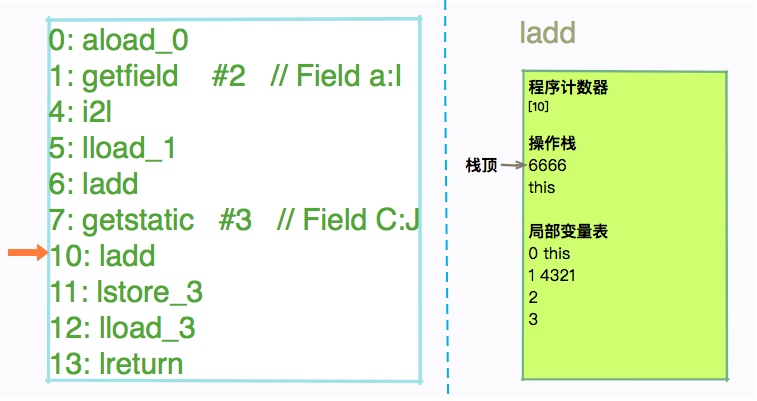 0: aload_0
1: getfield #2 // Field a:I
4: i2l
5: lload_1
6: ladd
7: getstatic #3 // Field C:J
10: ladd
11: lstore_3
12: lload_3
13: lreturn
ladd
程序计数器
[10]
操作栈
栈顶
6666
this
局部变量表
0 this
1 4321
2
3